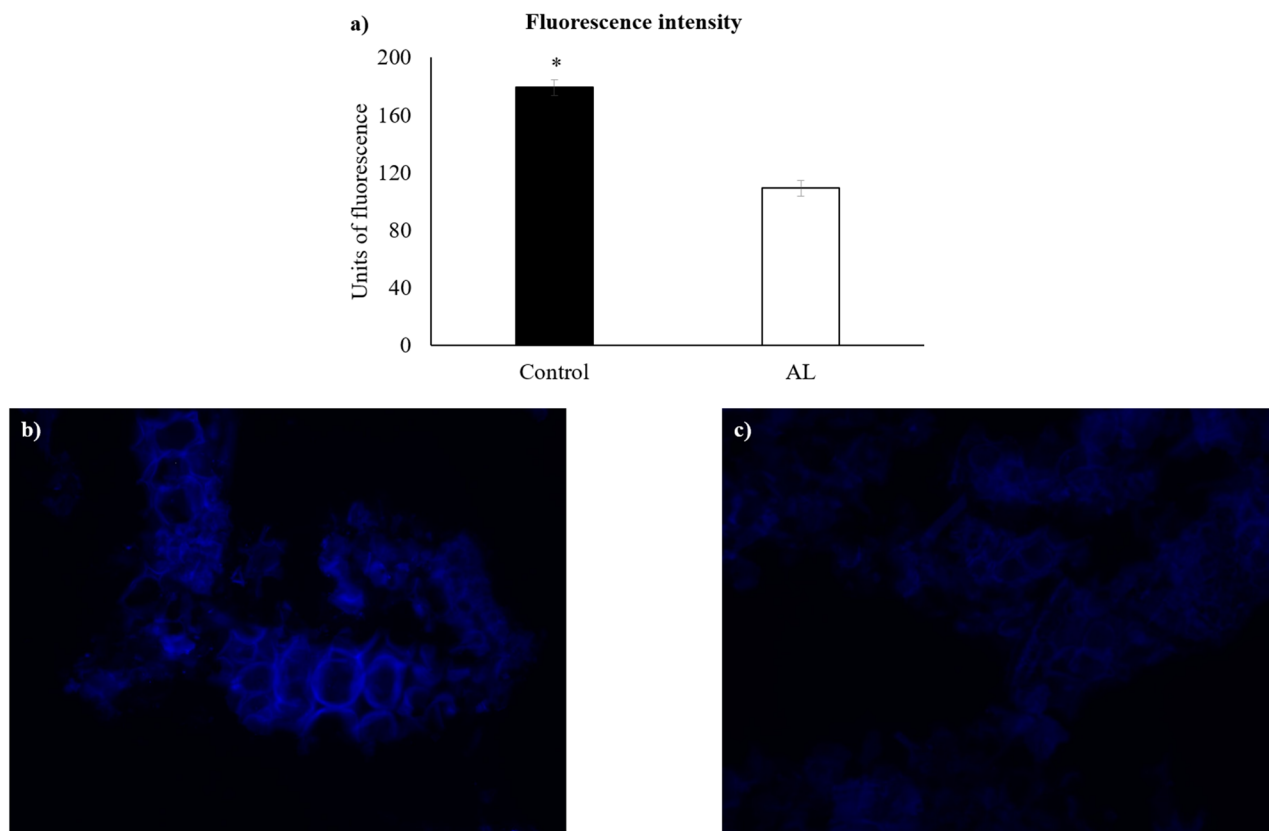 a)
Fluorescence intensity
200
*
160
120
80
40
0
Units of fluorescence
Control
AL
b)
c)